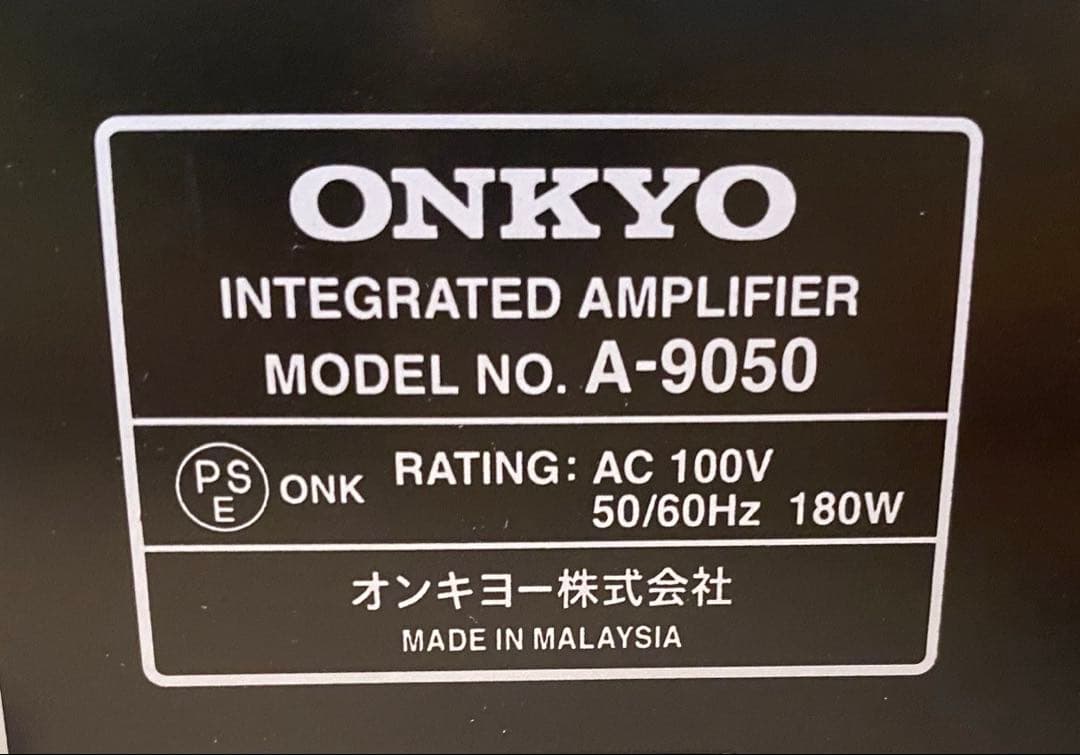 ONKYO
INTEGRATED AMPLIFIER
MODEL NO. A-9050
PS
E
ONK
RATING: AC 100V
50/60Hz 180W
オンキヨー株式会社
MADE IN MALAYSIA